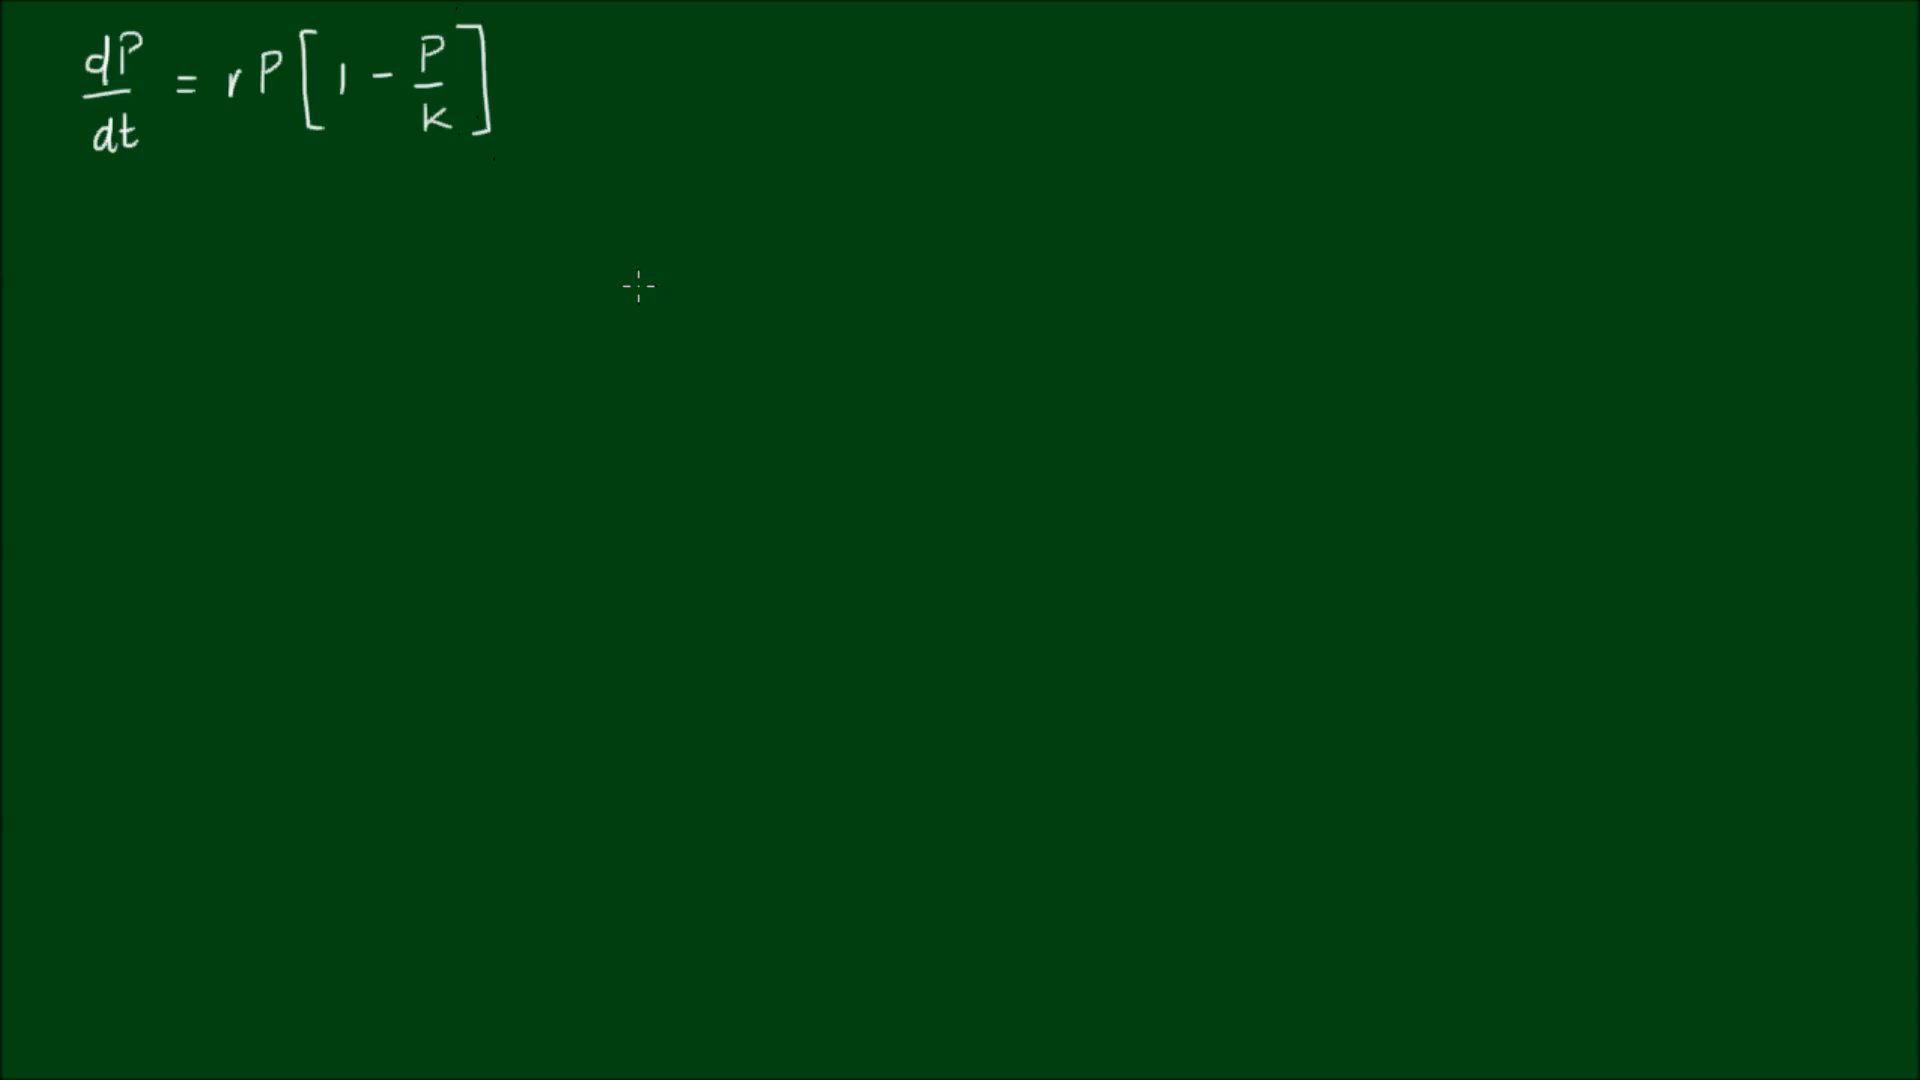 dP/dt = rP[1 - P/k]